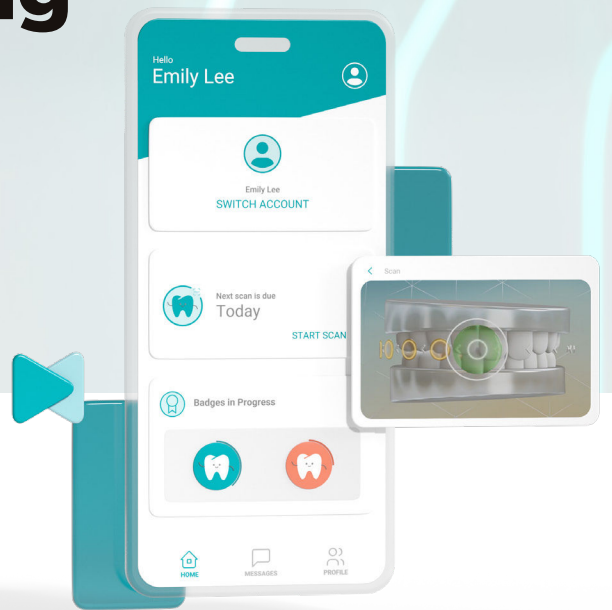 Hello
Emily Lee
Emily Lee
SWITCH ACCOUNT
Next scan is due
Today
START SCAN
Badges in Progress
HOME
MESSAGES
PROFILE
Scan